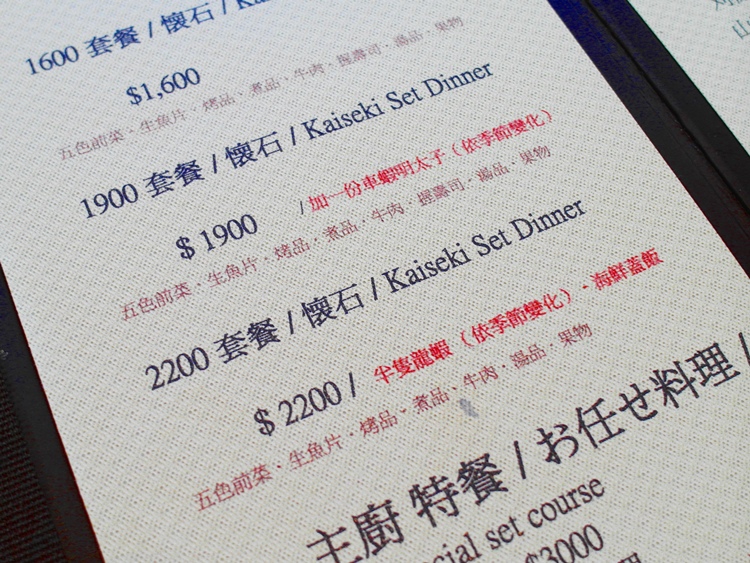 1600 套餐 / 懷石 /
$1,600
五色前菜・生魚片・烤品・煮品・牛肉・握壽司・湯品・果物
1900 套餐 / 懷石 / Kaiseki Set Dinner
$1900 / 加一份車蝦明太子（依季節變化）
五色前菜・生魚片・烤品・煮品・牛肉・握壽司・湯品・果物
2200 套餐 / 懷石 / Kaiseki Set Dinner
$2200 / 半隻龍蝦（依季節變化）・海鮮蓋飯
五色前菜・生魚片・烤品・煮品・牛肉・湯品・果物
主廚 特餐 / お任せ料理 /
set course
$3000